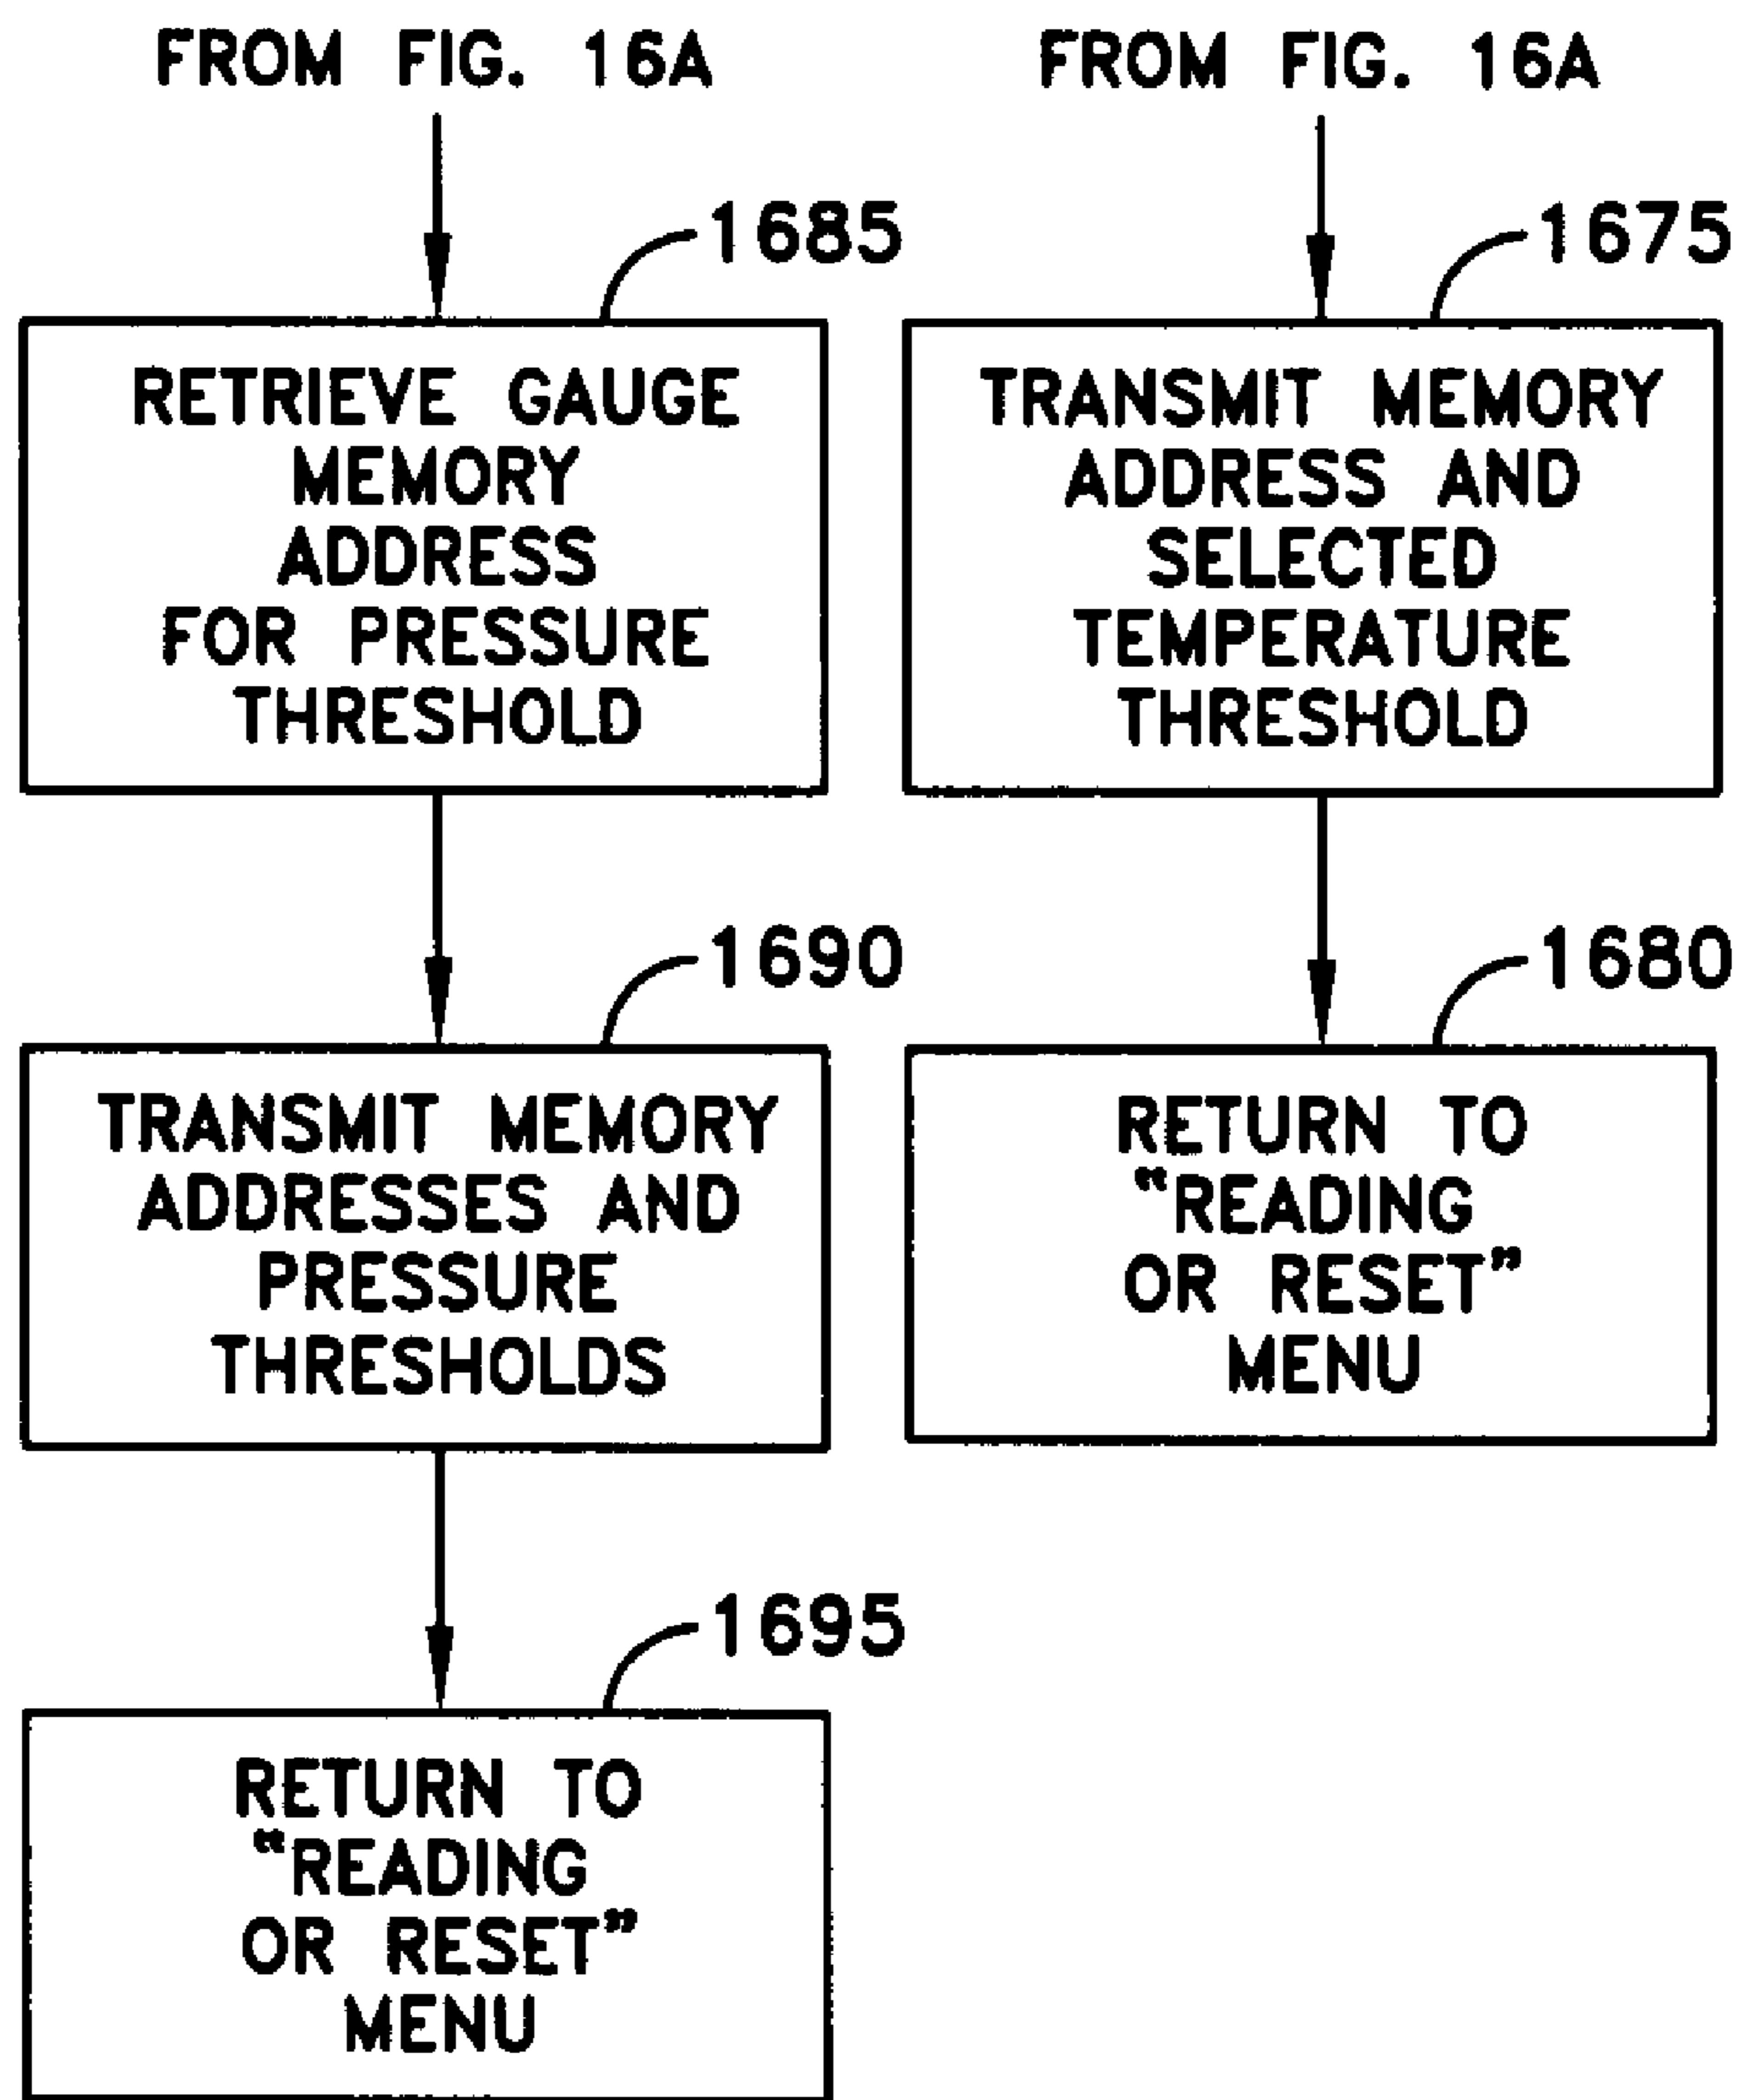 FROM FIG. 16A
1685
RETRIEVE GAUGE
MEMORY
ADDRESS
FOR PRESSURE
THRESHOLD
1690
TRANSMIT MEMORY
ADDRESSES AND
PRESSURE
THRESHOLDS
1695
RETURN TO
“READING
OR RESET”
MENU
FROM FIG. 16A
1675
TRANSMIT MEMORY
ADDRESS AND
SELECTED
TEMPERATURE
THRESHOLD
1680
RETURN TO
“READING
OR RESET”
MENU